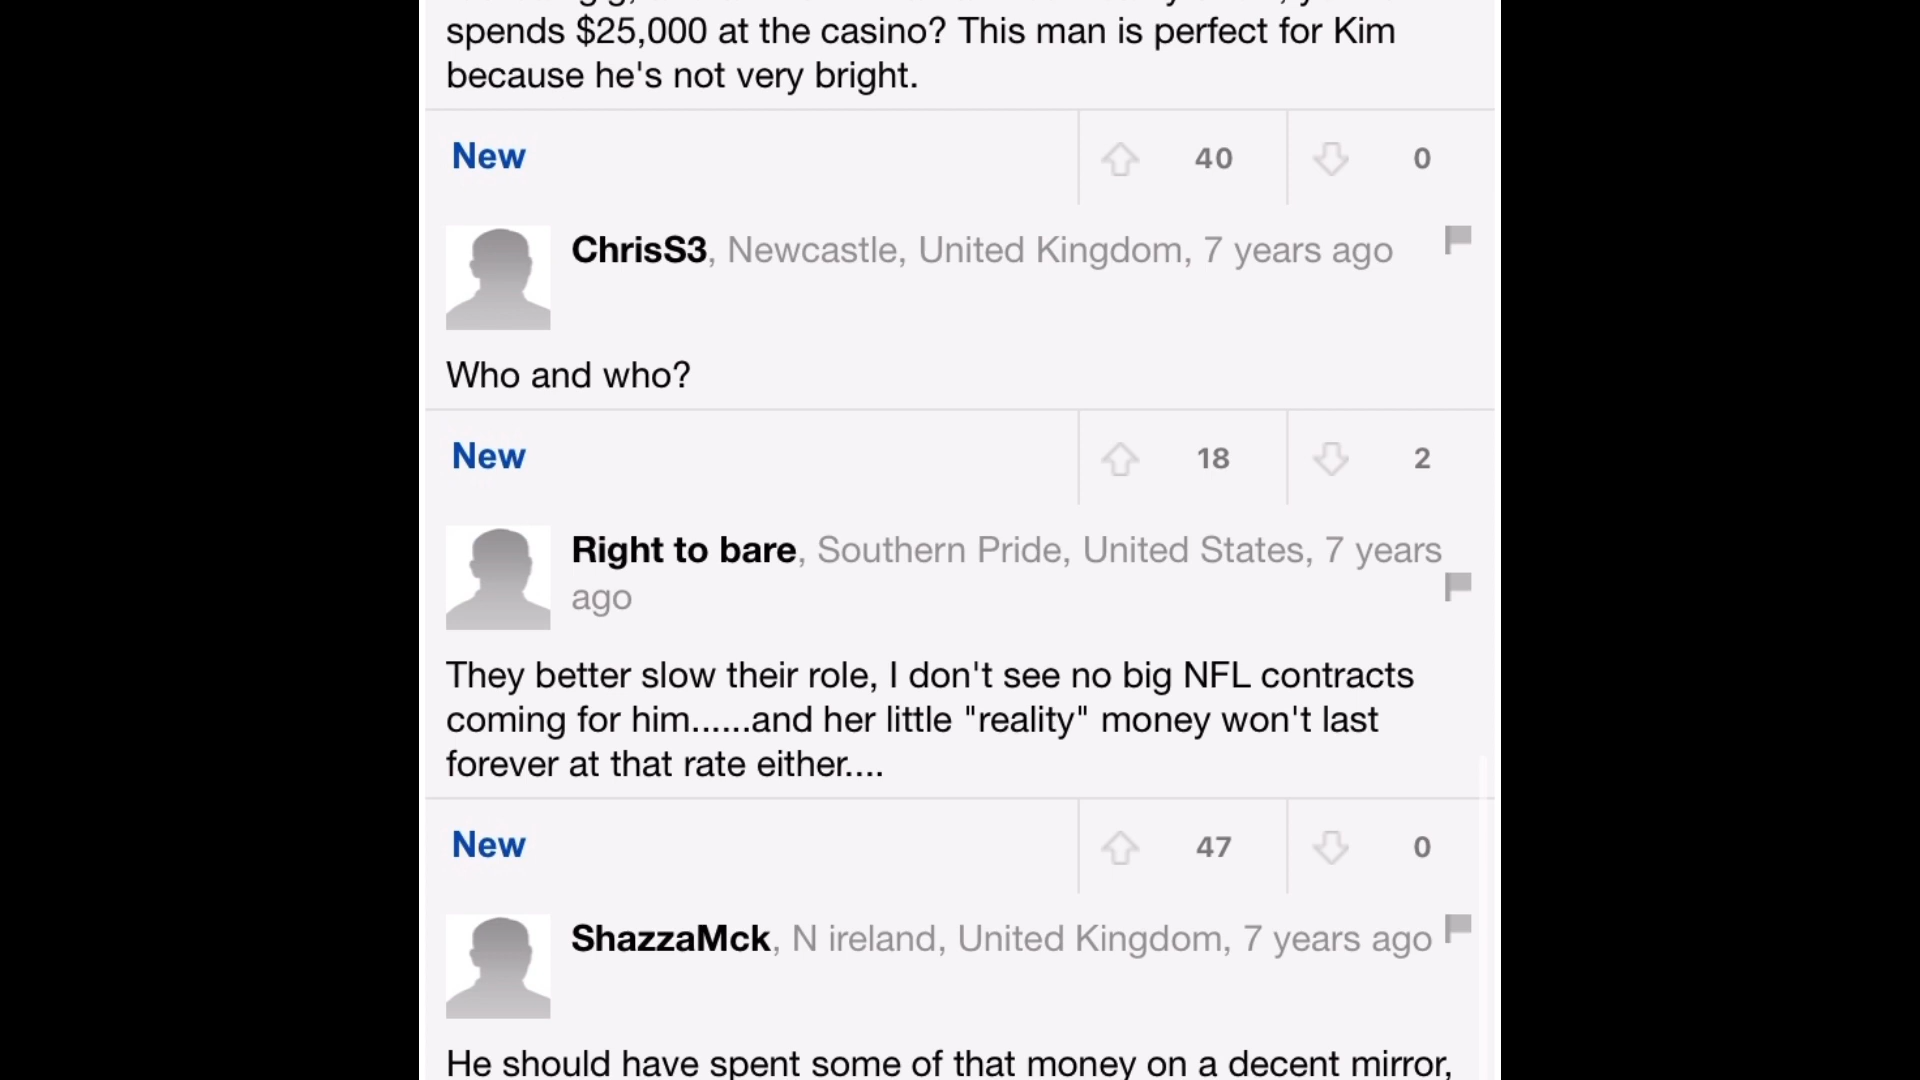 spends $25,000 at the casino? This man is perfect for Kim
because he's not very bright.
New 40 0
ChrisS3, Newcastle, United Kingdom, 7 years ago
Who and who?
New 18 2
Right to bare, Southern Pride, United States, 7 years
ago
They better slow their role, I don't see no big NFL contracts
coming for him......and her little "reality" money won't last
forever at that rate either....
New 47 0
ShazzaMck, N ireland, United Kingdom, 7 years ago
He should have spent some of that money on a decent mirror,